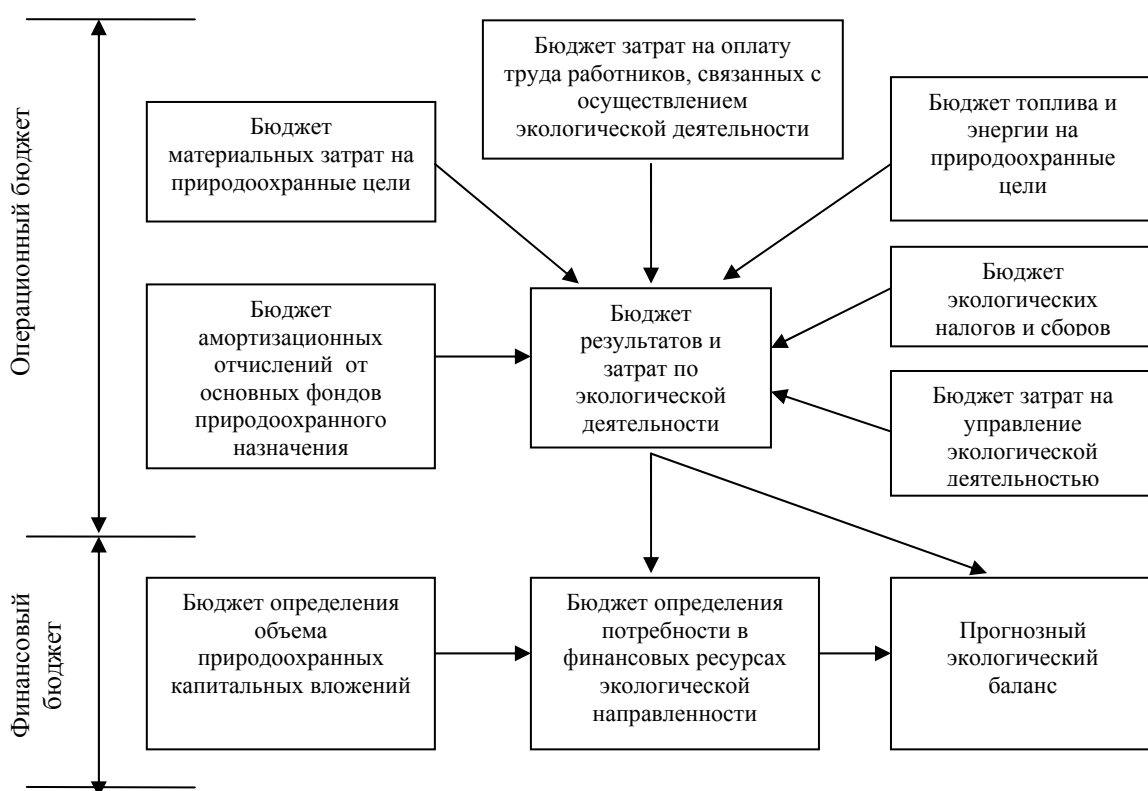 Операционный бюджет
Бюджет затрат на оплату
труда работников, связанных с
осуществлением
экологической деятельности
Бюджет
материальных затрат на
природоохранные цели
Бюджет топлива и
энергии на
природоохранные
цели
Бюджет
амортизационных
отчислений от
основных фондов
природоохранного
назначения
Бюджет
результатов и
затрат по
экологической
деятельности
Бюджет
экологических
налогов и сборов
Бюджет затрат на
управление
экологической
деятельностью
Финансовый
бюджет
Бюджет определения
объема
природоохранных
капитальных вложений
Бюджет определения
потребности в
финансовых ресурсах
экологической
направленности
Прогнозный
экологический
баланс